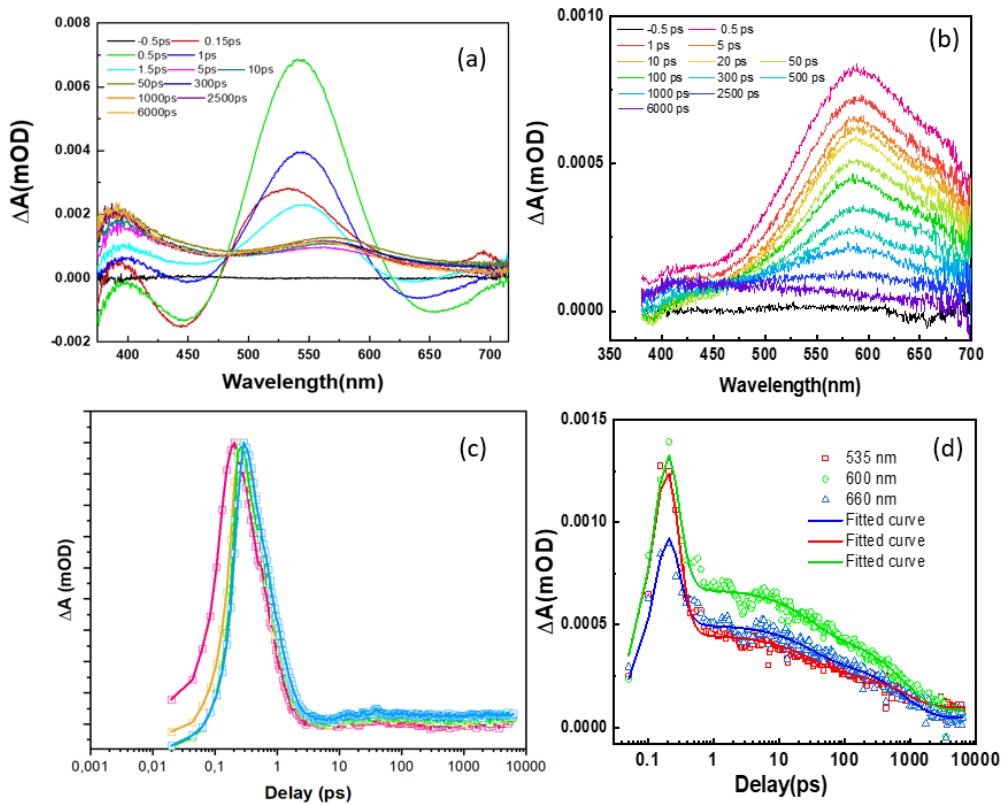 (a)
0.008
0.006
0.004
0.002
0.000
-0.002
ΔA(mOD)
-0.5ps 0.15ps
0.5ps 1ps
1.5ps 5ps 10ps
50ps 300ps
1000ps 2500ps
6000ps
400 450 500 550 600 650 700
Wavelength(nm)
(b)
0.0010
0.0005
0.0000
ΔA(mOD)
-0.5 ps 0.5 ps
1 ps 5 ps
10 ps 20 ps 50 ps
100 ps 300 ps 500 ps
1000 ps 2500 ps
6000 ps
350 400 450 500 550 600 650 700
Wavelength(nm)
(c)
ΔA (mOD)
0,001 0,01 0,1 1 10 100 1000 10000
Delay (ps)
(d)
0.0015
0.0010
0.0005
0.0000
ΔA(mOD)
535 nm
600 nm
660 nm
Fitted curve
Fitted curve
Fitted curve
0.1 1 10 100 1000 10000
Delay(ps)